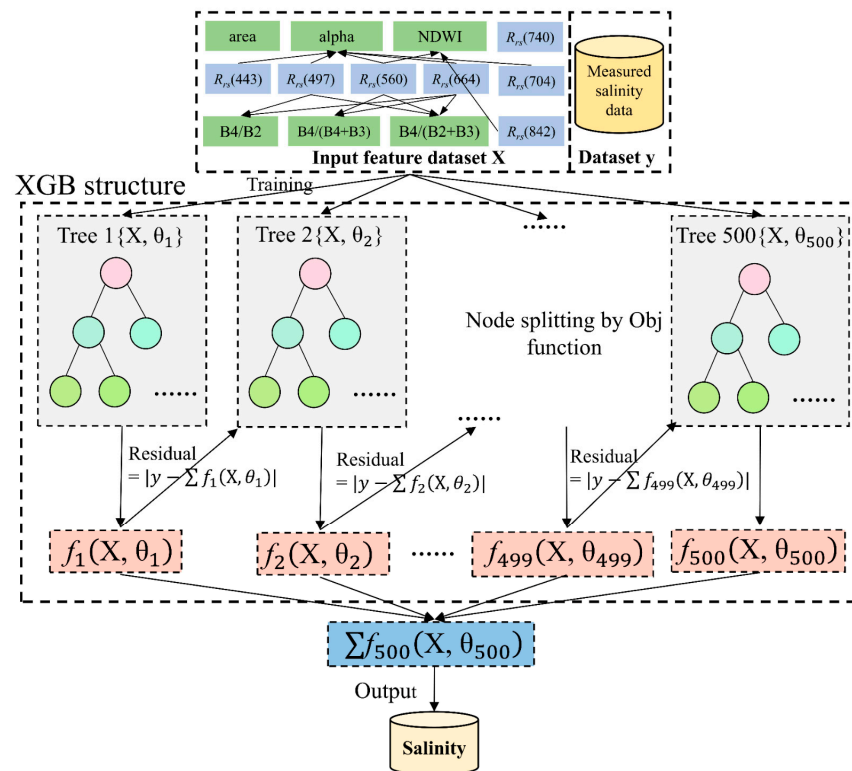 area
alpha
NDWI
Rrs(740)
Rrs(443)
Rrs(497)
Rrs(560)
Rrs(664)
Rrs(704)
B4/B2
B4/(B4+B3)
B4/(B2+B3)
Rrs(842)
Input feature dataset X
Measured
salinity
data
Dataset y
XGB structure
Training
Tree 1{X, θ₁}
Tree 2{X, θ₂}
......
Tree 500{X, θ₅₀₀}
Node splitting by Obj
function
......
......
......
......
Residual
= |y − ∑ f₁(X, θ₁)|
Residual
= |y − ∑ f₂(X, θ₂)|
Residual
= |y − ∑ f₄₉₉(X, θ₄₉₉)|
f₁(X, θ₁)
f₂(X, θ₂)
......
f₄₉₉(X, θ₄₉₉)
f₅₀₀(X, θ₅₀₀)
∑f₅₀₀(X, θ₅₀₀)
Output
Salinity